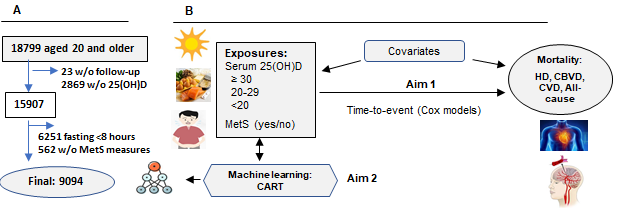 A
18799 aged 20 and older
23 w/o follow-up
2869 w/o 25(OH)D
15907
6251 fasting <8 hours
562 w/o MetS measures
Final: 9094
B
Exposures:
Serum 25(OH)D
≥ 30
20-29
<20
MetS (yes/no)
Covariates
Aim 1
Time-to-event (Cox models)
Mortality:
HD, CBVD,
CVD, All-
cause
Machine learning:
CART
Aim 2